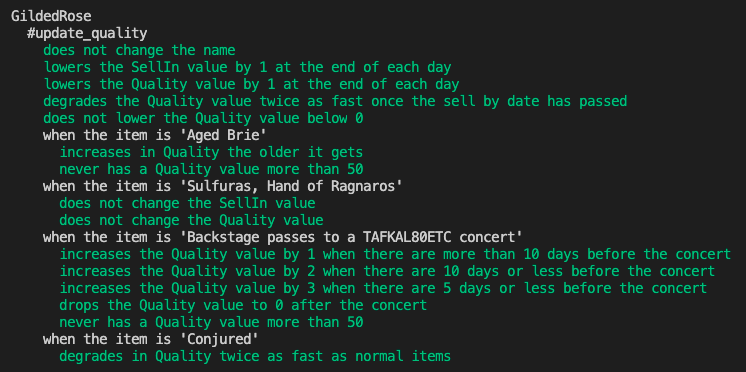 GildedRose
#update_quality
does not change the name
lowers the SellIn value by 1 at the end of each day
lowers the Quality value by 1 at the end of each day
degrades the Quality value twice as fast once the sell by date has passed
does not lower the Quality value below 0
when the item is 'Aged Brie'
increases in Quality the older it gets
never has a Quality value more than 50
when the item is 'Sulfuras, Hand of Ragnaros'
does not change the SellIn value
does not change the Quality value
when the item is 'Backstage passes to a TAFKAL80ETC concert'
increases the Quality value by 1 when there are more than 10 days before the concert
increases the Quality value by 2 when there are 10 days or less before the concert
increases the Quality value by 3 when there are 5 days or less before the concert
drops the Quality value to 0 after the concert
never has a Quality value more than 50
when the item is 'Conjured'
degrades in Quality twice as fast as normal items